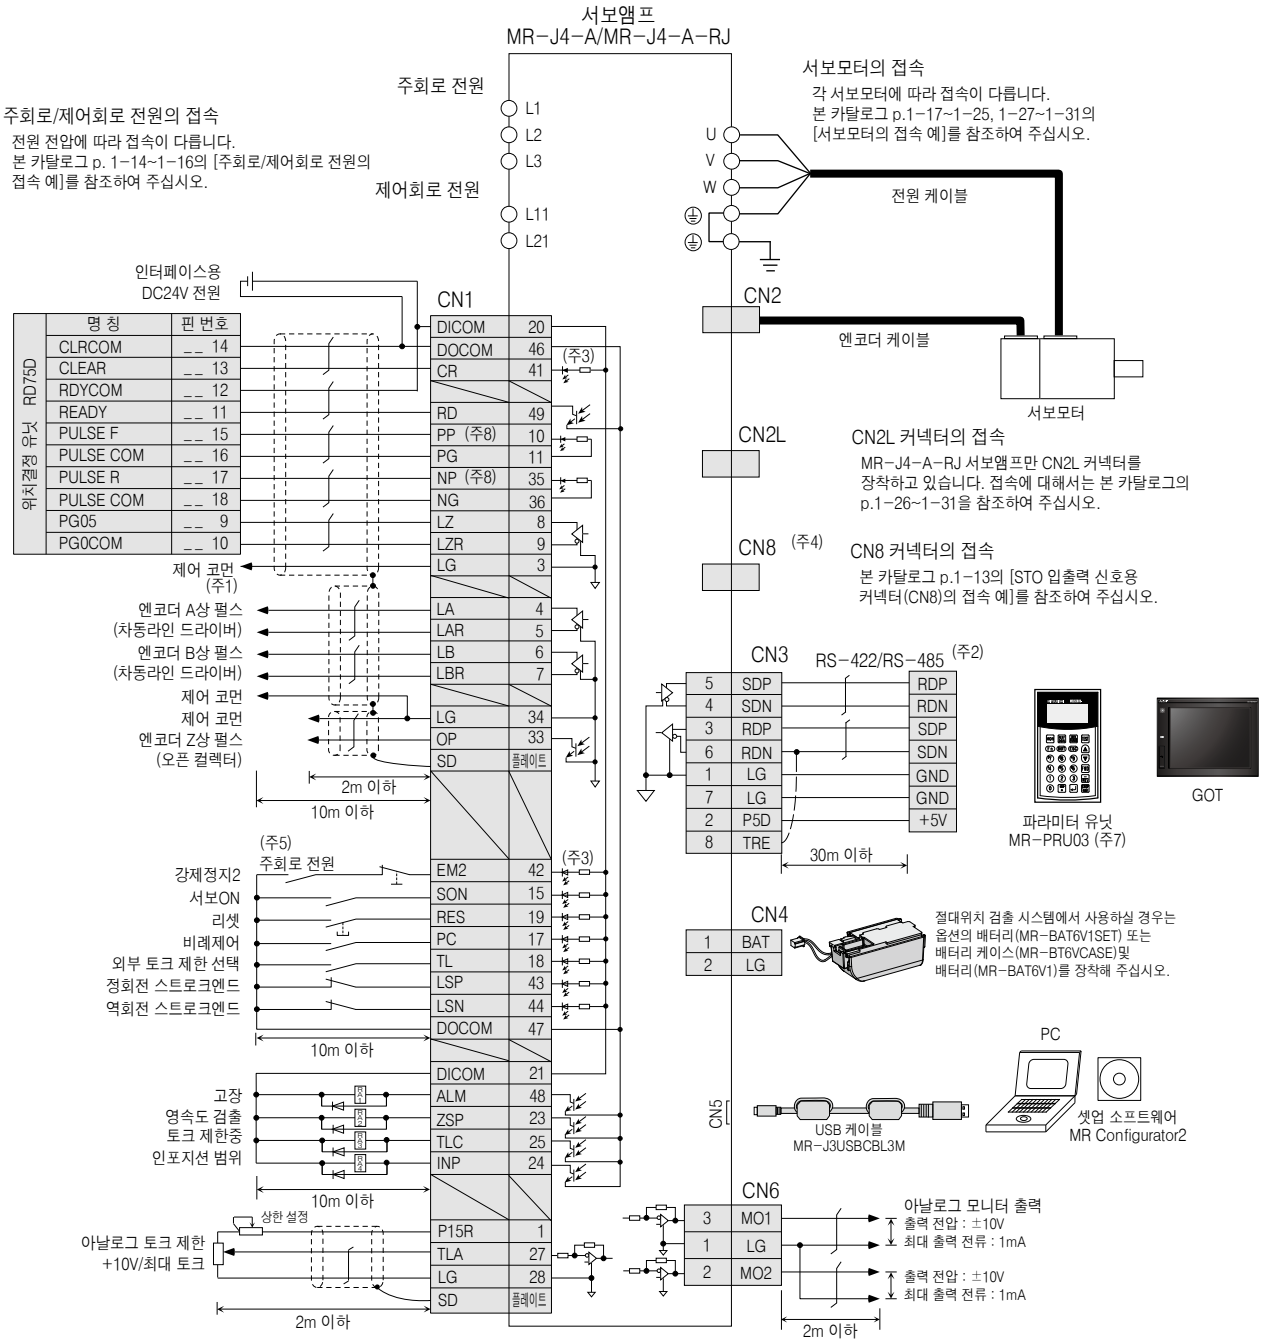 서보앰프
MR-J4-A/MR-J4-A-RJ
주회로 전원
L1
L2
L3
제어회로 전원
L11
L21
주회로/제어회로 전원의 접속
전원 전압에 따라 접속이 다릅니다.
본 카탈로그 p. 1-14~1-16의 [주회로/제어회로 전원의
접속 예]를 참조하여 주십시오.
서보모터의 접속
각 서보모터에 따라 접속이 다릅니다.
본 카탈로그 p.1-17~1-25, 1-27~1-31의
[서보모터의 접속 예]를 참조하여 주십시오.
U
V
W
전원 케이블
인터페이스용
DC24V 전원
CN1
위치결정 유닛 RD75D
명 칭 핀 번호
CLRCOM _ _ 14
CLEAR _ _ 13
RDYCOM _ _ 12
READY _ _ 11
PULSE F _ _ 15
PULSE COM _ _ 16
PULSE R _ _ 17
PULSE COM _ _ 18
PG05 _ _ 9
PG0COM _ _ 10
제어 코먼
(주1)
엔코더 A상 펄스
(차동라인 드라이버)
엔코더 B상 펄스
(차동라인 드라이버)
제어 코먼
제어 코먼
엔코더 Z상 펄스
(오픈 컬렉터)
2m 이하
10m 이하
DICOM 20
DOCOM 46
CR 41
(주3)
RD 49
PP (주8) 10
PG 11
NP (주8) 35
NG 36
LZ 8
LZR 9
LG 3
LA 4
LAR 5
LB 6
LBR 7
LG 34
OP 33
SD 플레이트
(주5)
주회로 전원
(주3)
강제정지2 EM2 42
서보ON SON 15
리셋 RES 19
비례제어 PC 17
외부 토크 제한 선택 TL 18
정회전 스트로크엔드 LSP 43
역회전 스트로크엔드 LSN 44
DOCOM 47
10m 이하
DICOM 21
고장 RA1 ALM 48
영속도 검출 RA2 ZSP 23
토크 제한중 RA3 TLC 25
인포지션 범위 RA4 INP 24
10m 이하
상한 설정
아날로그 토크 제한
+10V/최대 토크
P15R 1
TLA 27
LG 28
SD 플레이트
2m 이하
CN2
엔코더 케이블
서보모터
CN2L
CN2L 커넥터의 접속
MR-J4-A-RJ 서보앰프만 CN2L 커넥터를
장착하고 있습니다. 접속에 대해서는 본 카탈로그의
p.1-26~1-31을 참조하여 주십시오.
CN8 (주4)
CN8 커넥터의 접속
본 카탈로그 p.1-13의 [STO 입출력 신호용
커넥터(CN8)의 접속 예]를 참조하여 주십시오.
CN3
RS-422/RS-485 (주2)
5 SDP RDP
4 SDN RDN
3 RDP SDP
6 RDN SDN
1 LG GND
7 LG GND
2 P5D +5V
8 TRE
30m 이하
파라미터 유닛
MR-PRU03 (주7)
GOT
CN4
1 BAT
2 LG
절대위치 검출 시스템에서 사용하실 경우는
옵션의 배터리(MR-BAT6V1SET) 또는
배터리 케이스(MR-BT6VCASE)및
배터리(MR-BAT6V1)를 장착해 주십시오.
CN5
USB 케이블
MR-J3USBCBL3M
PC
셋업 소프트웨어
MR Configurator2
CN6
3 MO1
1 LG
2 MO2
아날로그 모니터 출력
출력 전압 : ±10V
최대 출력 전류 : 1mA
출력 전압 : ±10V
최대 출력 전류 : 1mA
2m 이하